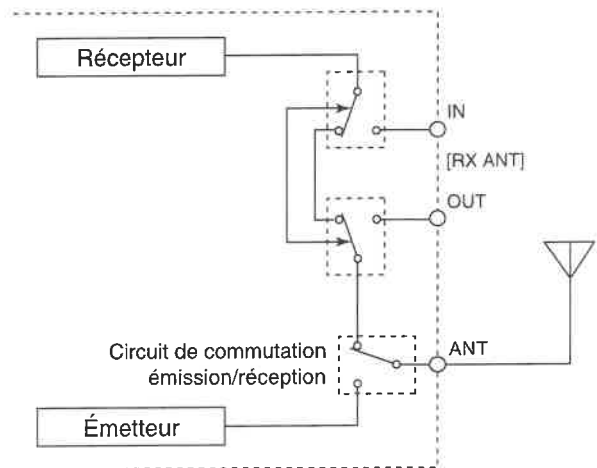 Récepteur
IN
[RX ANT]
OUT
ANT
Circuit de commutation
émission/réception
Émetteur